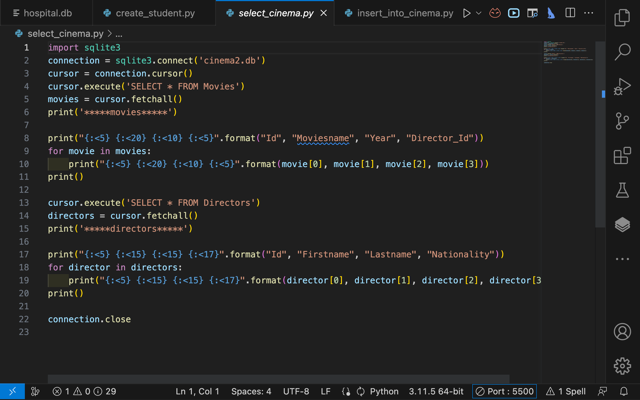 hospital.db create_student.py select_cinema.py insert_into_cinema.py
select_cinema.py > ...
1 import sqlite3
2 connection = sqlite3.connect('cinema2.db')
3 cursor = connection.cursor()
4 cursor.execute('SELECT * FROM Movies')
5 movies = cursor.fetchall()
6 print('*****movies*****')
7
8 print("{:<5} {:<20} {:<10} {:<5}".format("Id", "Moviesname", "Year", "Director_Id"))
9 for movie in movies:
10 print("{:<5} {:<20} {:<10} {:<5}".format(movie[0], movie[1], movie[2], movie[3]))
11 print()
12
13 cursor.execute('SELECT * FROM Directors')
14 directors = cursor.fetchall()
15 print('*****directors*****')
16
17 print("{:<5} {:<15} {:<15} {:<17}".format("Id", "Firstname", "Lastname", "Nationality"))
18 for director in directors:
19 print("{:<5} {:<15} {:<15} {:<17}".format(director[0], director[1], director[2], director[3
20 print()
21
22 connection.close
23
1 0 29 Ln 1, Col 1 Spaces: 4 UTF-8 LF Python 3.11.5 64-bit Port : 5500 1 Spell